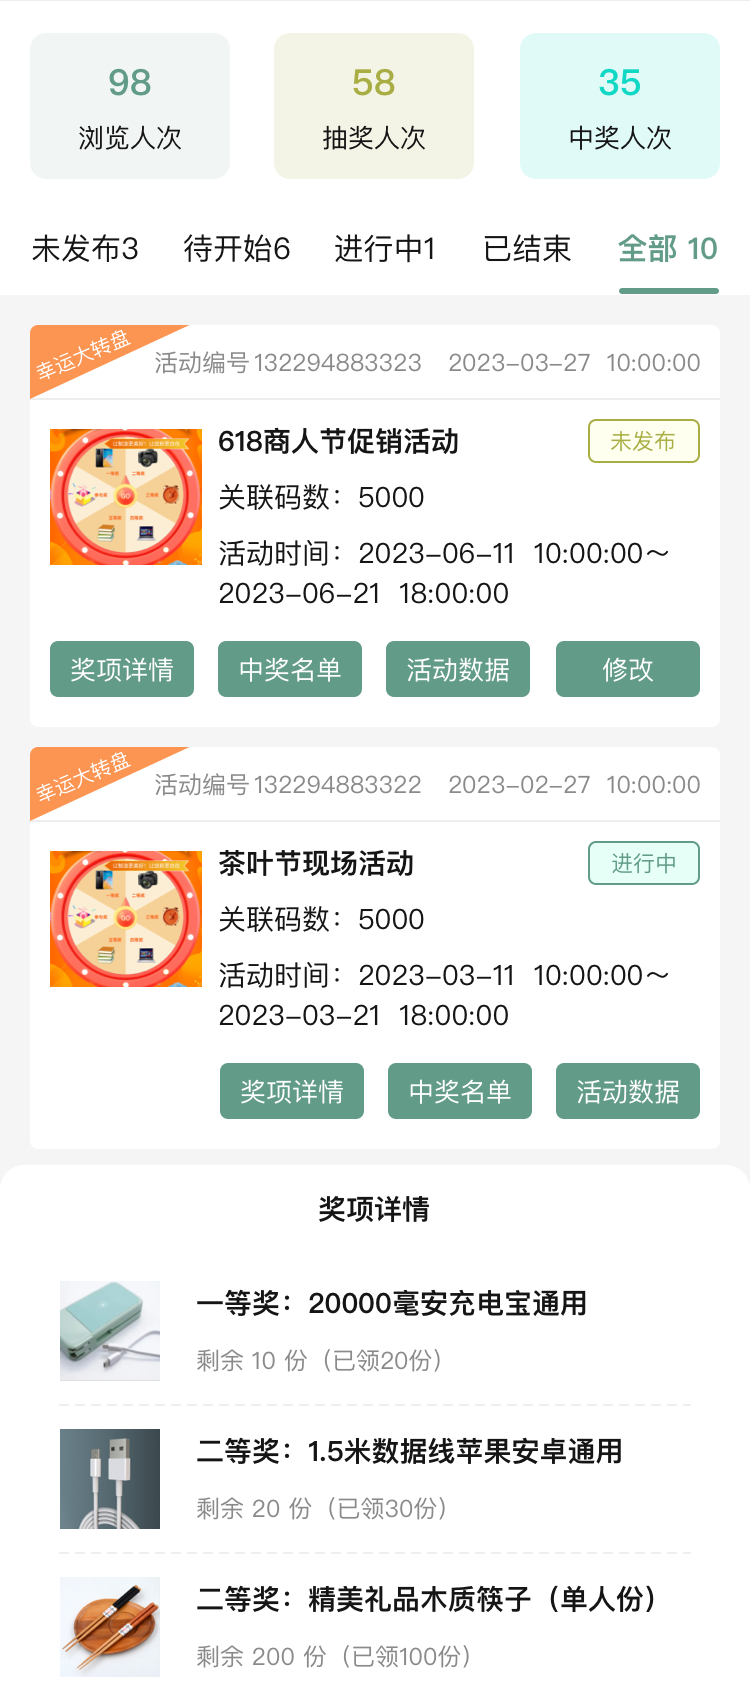 98
58
35
浏览人次
抽奖人次
中奖人次
未发布3
待开始6
进行中1
已结束
全部 10
幸运大转盘
活动编号 132294883323
2023-03-27 10:00:00
618商人节促销活动
未发布
关联码数：5000
活动时间：2023-06-11 10:00:00～
2023-06-21 18:00:00
GO
奖项详情
中奖名单
活动数据
修改
幸运大转盘
活动编号 132294883322
2023-02-27 10:00:00
茶叶节现场活动
进行中
关联码数：5000
活动时间：2023-03-11 10:00:00～
2023-03-21 18:00:00
GO
奖项详情
中奖名单
活动数据
奖项详情
一等奖：20000毫安充电宝通用
剩余 10 份（已领20份）
二等奖：1.5米数据线苹果安卓通用
剩余 20 份（已领30份）
二等奖：精美礼品木质筷子（单人份）
剩余 200 份（已领100份）